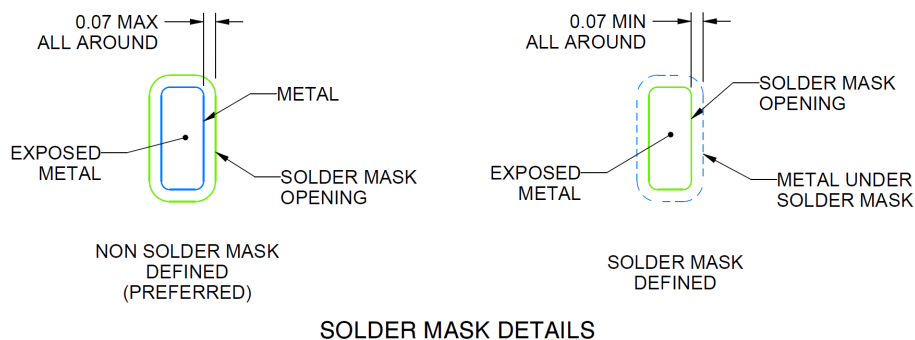 0.07 MAX
ALL AROUND
METAL
EXPOSED
METAL
SOLDER MASK
OPENING
NON SOLDER MASK
DEFINED
(PREFERRED)
0.07 MIN
ALL AROUND
SOLDER MASK
OPENING
EXPOSED
METAL
METAL UNDER
SOLDER MASK
SOLDER MASK
DEFINED
SOLDER MASK DETAILS